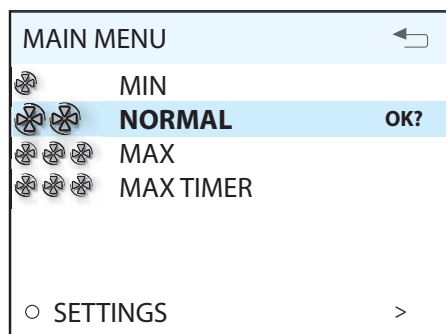 MAIN MENU
MIN
NORMAL OK?
MAX
MAX TIMER
SETTINGS >